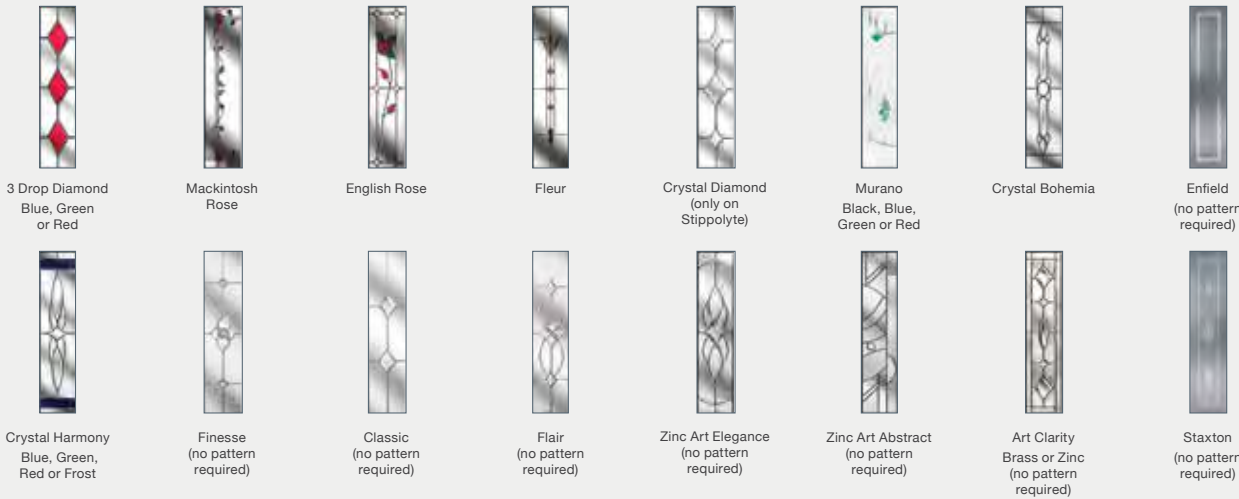 3 Drop Diamond
Blue, Green
or Red
Mackintosh
Rose
English Rose
Fleur
Crystal Diamond
(only on
Stippolyte)
Murano
Black, Blue,
Green or Red
Crystal Bohemia
Enfield
(no pattern
required)
Crystal Harmony
Blue, Green,
Red or Frost
Finesse
(no pattern
required)
Classic
(no pattern
required)
Flair
(no pattern
required)
Zinc Art Elegance
(no pattern
required)
Zinc Art Abstract
(no pattern
required)
Art Clarity
Brass or Zinc
(no pattern
required)
Staxton
(no pattern
required)